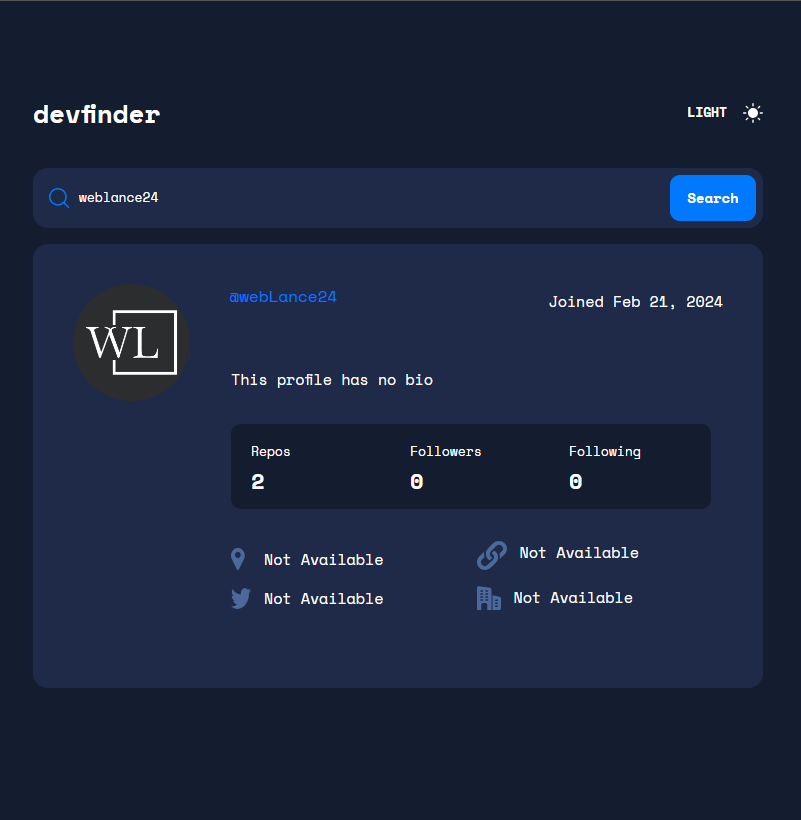 devfinder
LIGHT
weblance24
Search
WL
@webLance24
Joined Feb 21, 2024
This profile has no bio
Repos
Followers
Following
2
0
0
Not Available
Not Available
Not Available
Not Available